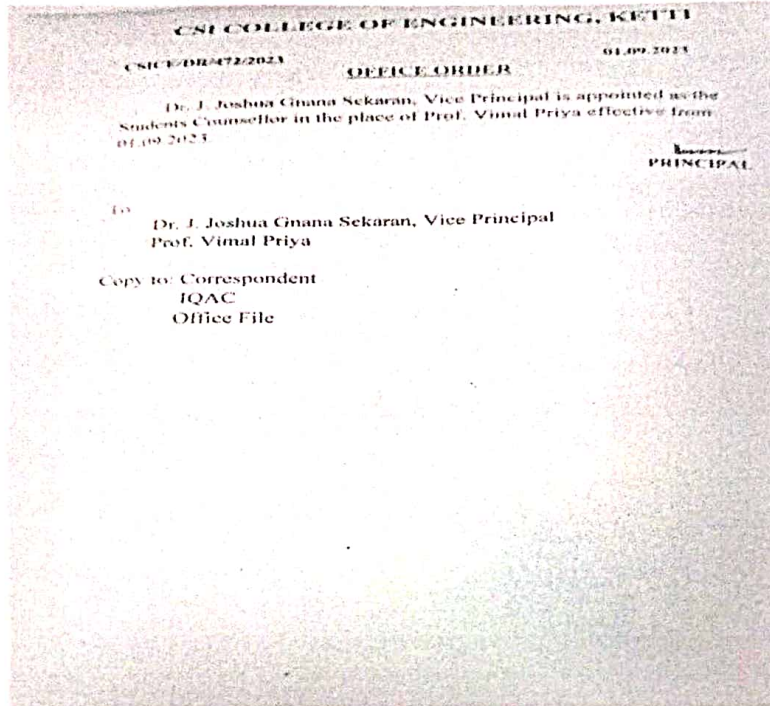 CSI COLLEGE OF ENGINEERING, KETTI
CSICE/DR/472/2023
01.09.2023
OFFICE ORDER
Dr. J. Joshua Gnana Sekaran, Vice Principal is appointed as the
Students Counsellor in the place of Prof. Vimal Priya effective from
01.09.2023.
PRINCIPAL
To
Dr. J. Joshua Gnana Sekaran, Vice Principal
Prof. Vimal Priya
Copy to: Correspondent
IQAC
Office File